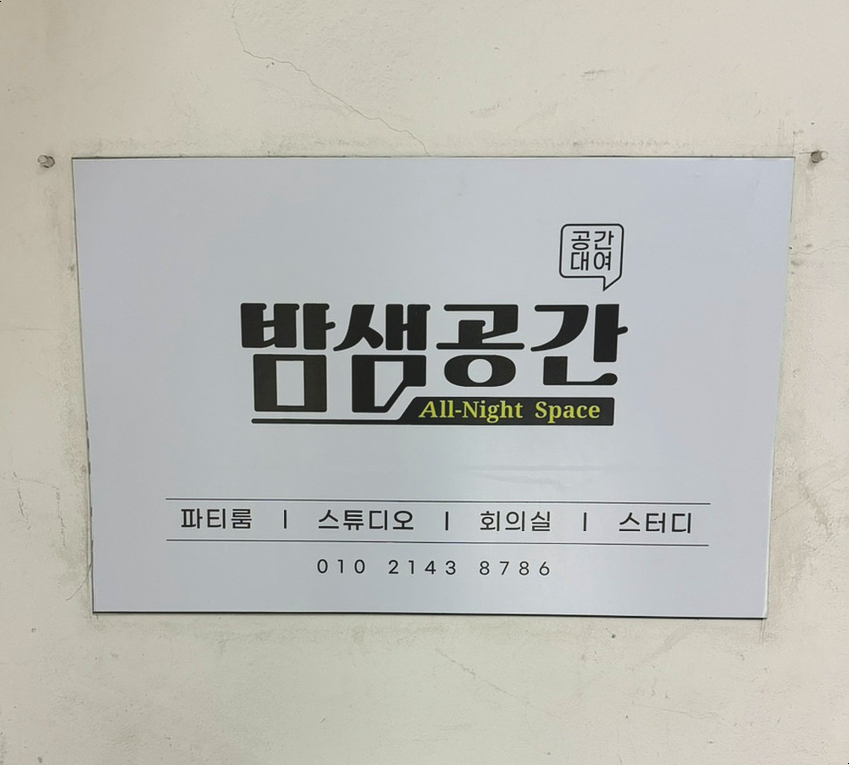 공간
대여
밤샘공간
All-Night Space
파티룸 | 스튜디오 | 회의실 | 스터디
010 2143 8786